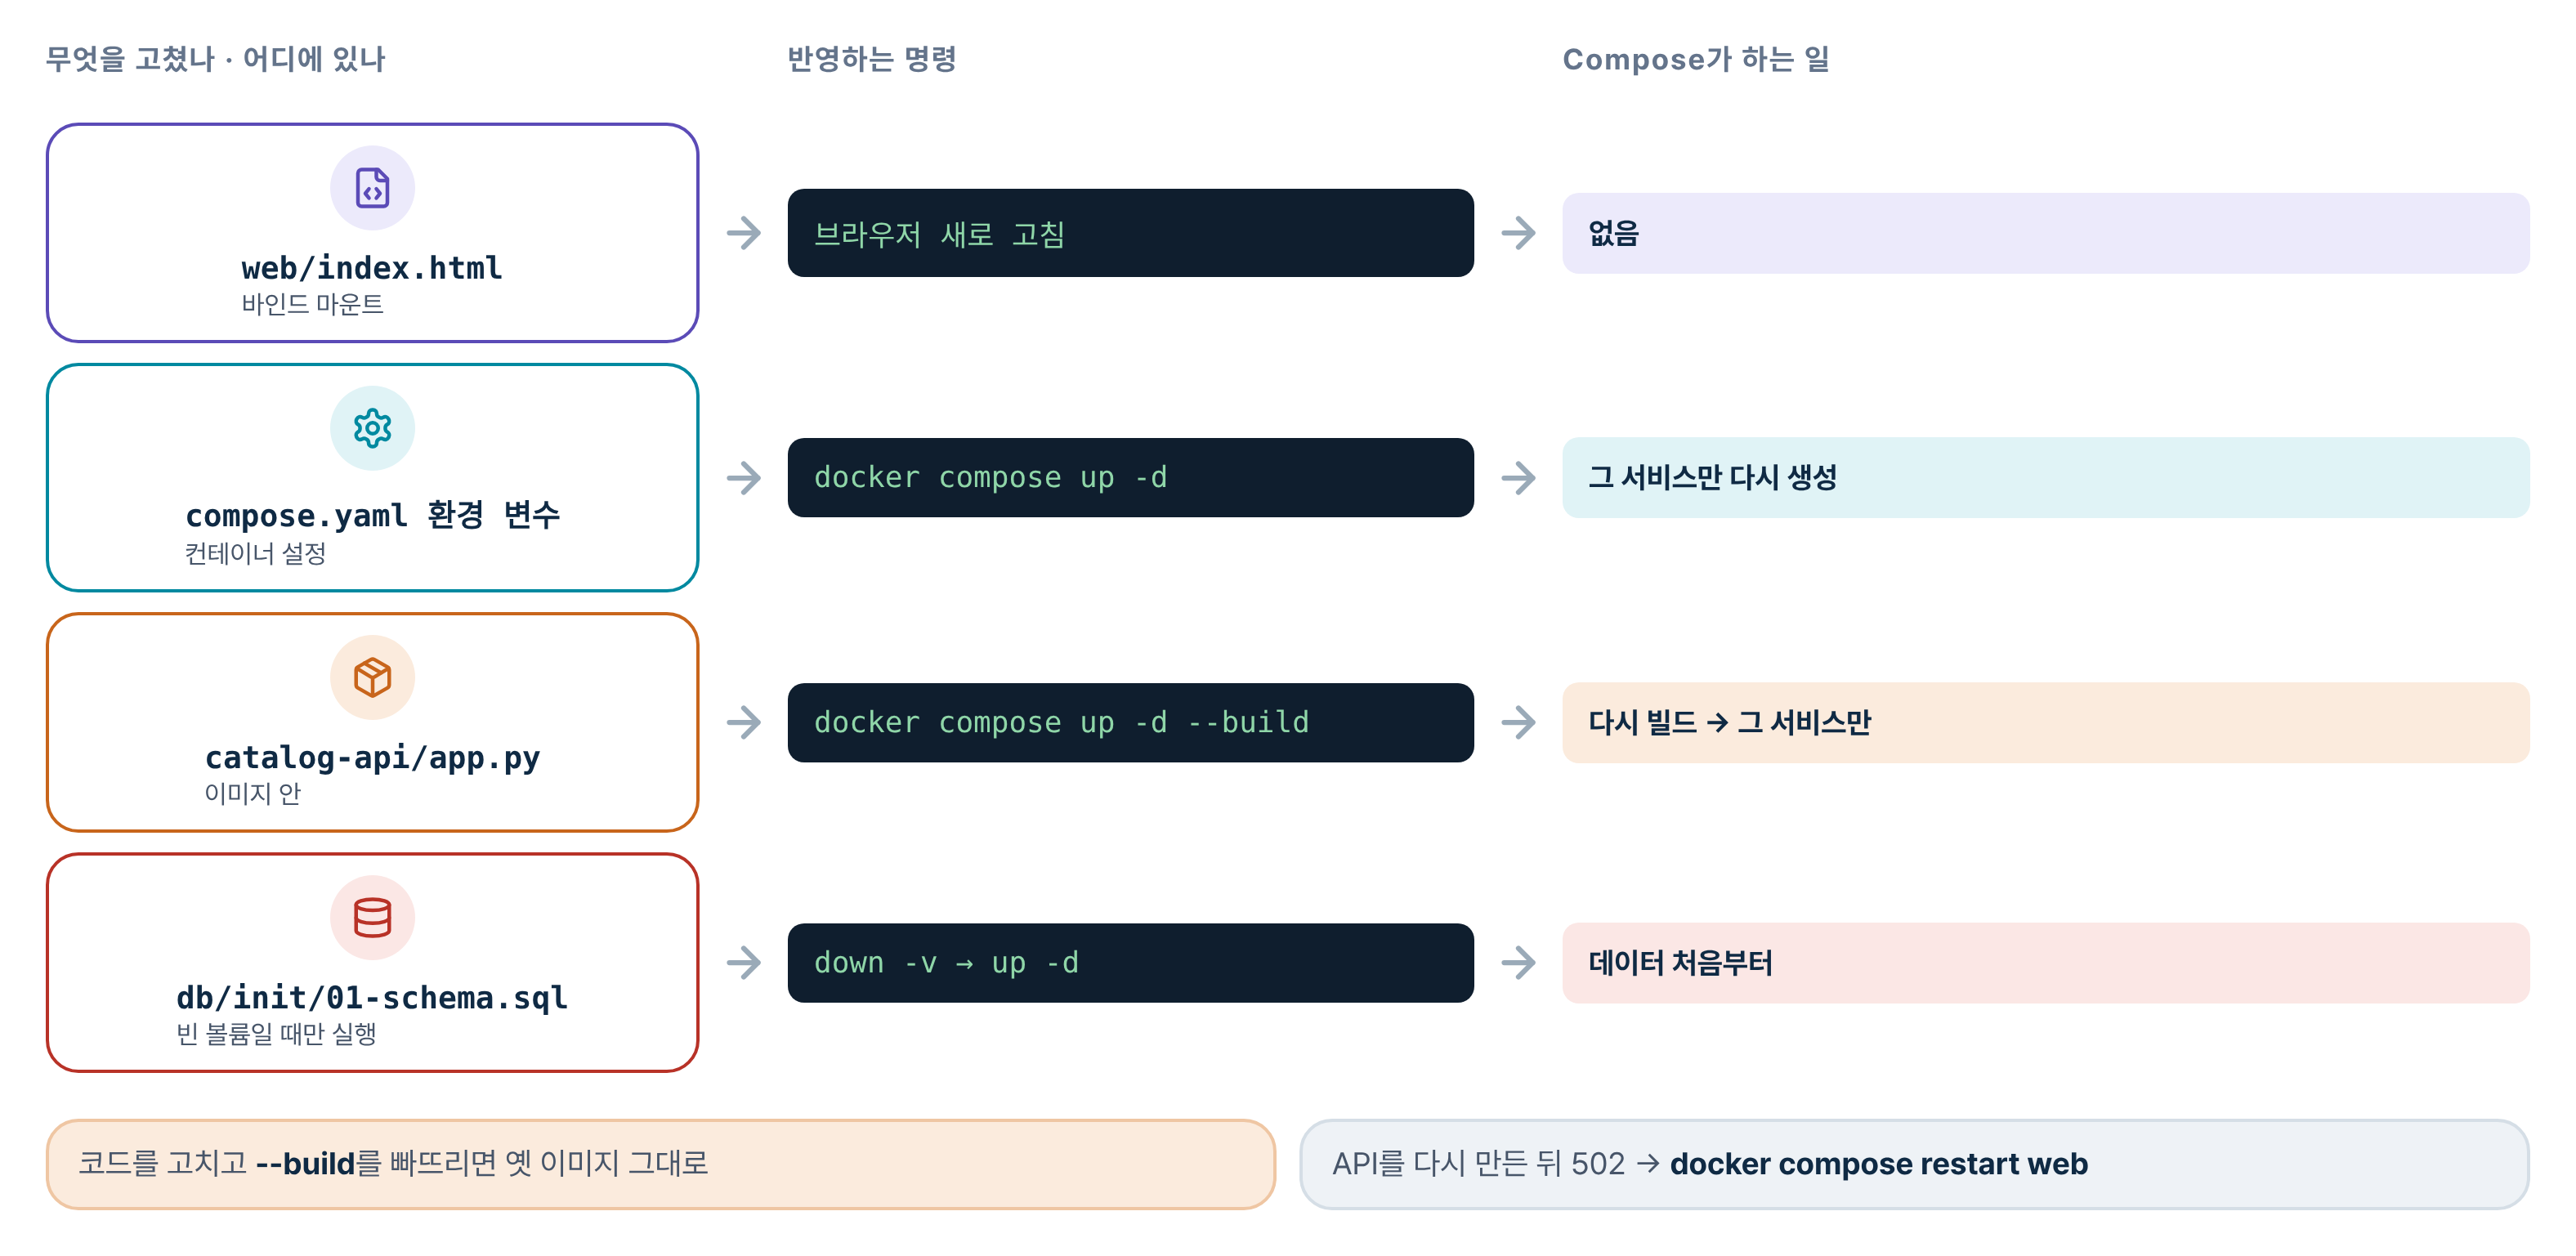 무엇을 고쳤나 · 어디에 있나
반영하는 명령
Compose가 하는 일
web/index.html
바인드 마운트
브라우저 새로 고침
없음
compose.yaml 환경 변수
컨테이너 설정
docker compose up -d
그 서비스만 다시 생성
catalog-api/app.py
이미지 안
docker compose up -d --build
다시 빌드 → 그 서비스만
db/init/01-schema.sql
빈 볼륨일 때만 실행
down -v → up -d
데이터 처음부터
코드를 고치고 --build를 빠뜨리면 옛 이미지 그대로
API를 다시 만든 뒤 502 → docker compose restart web